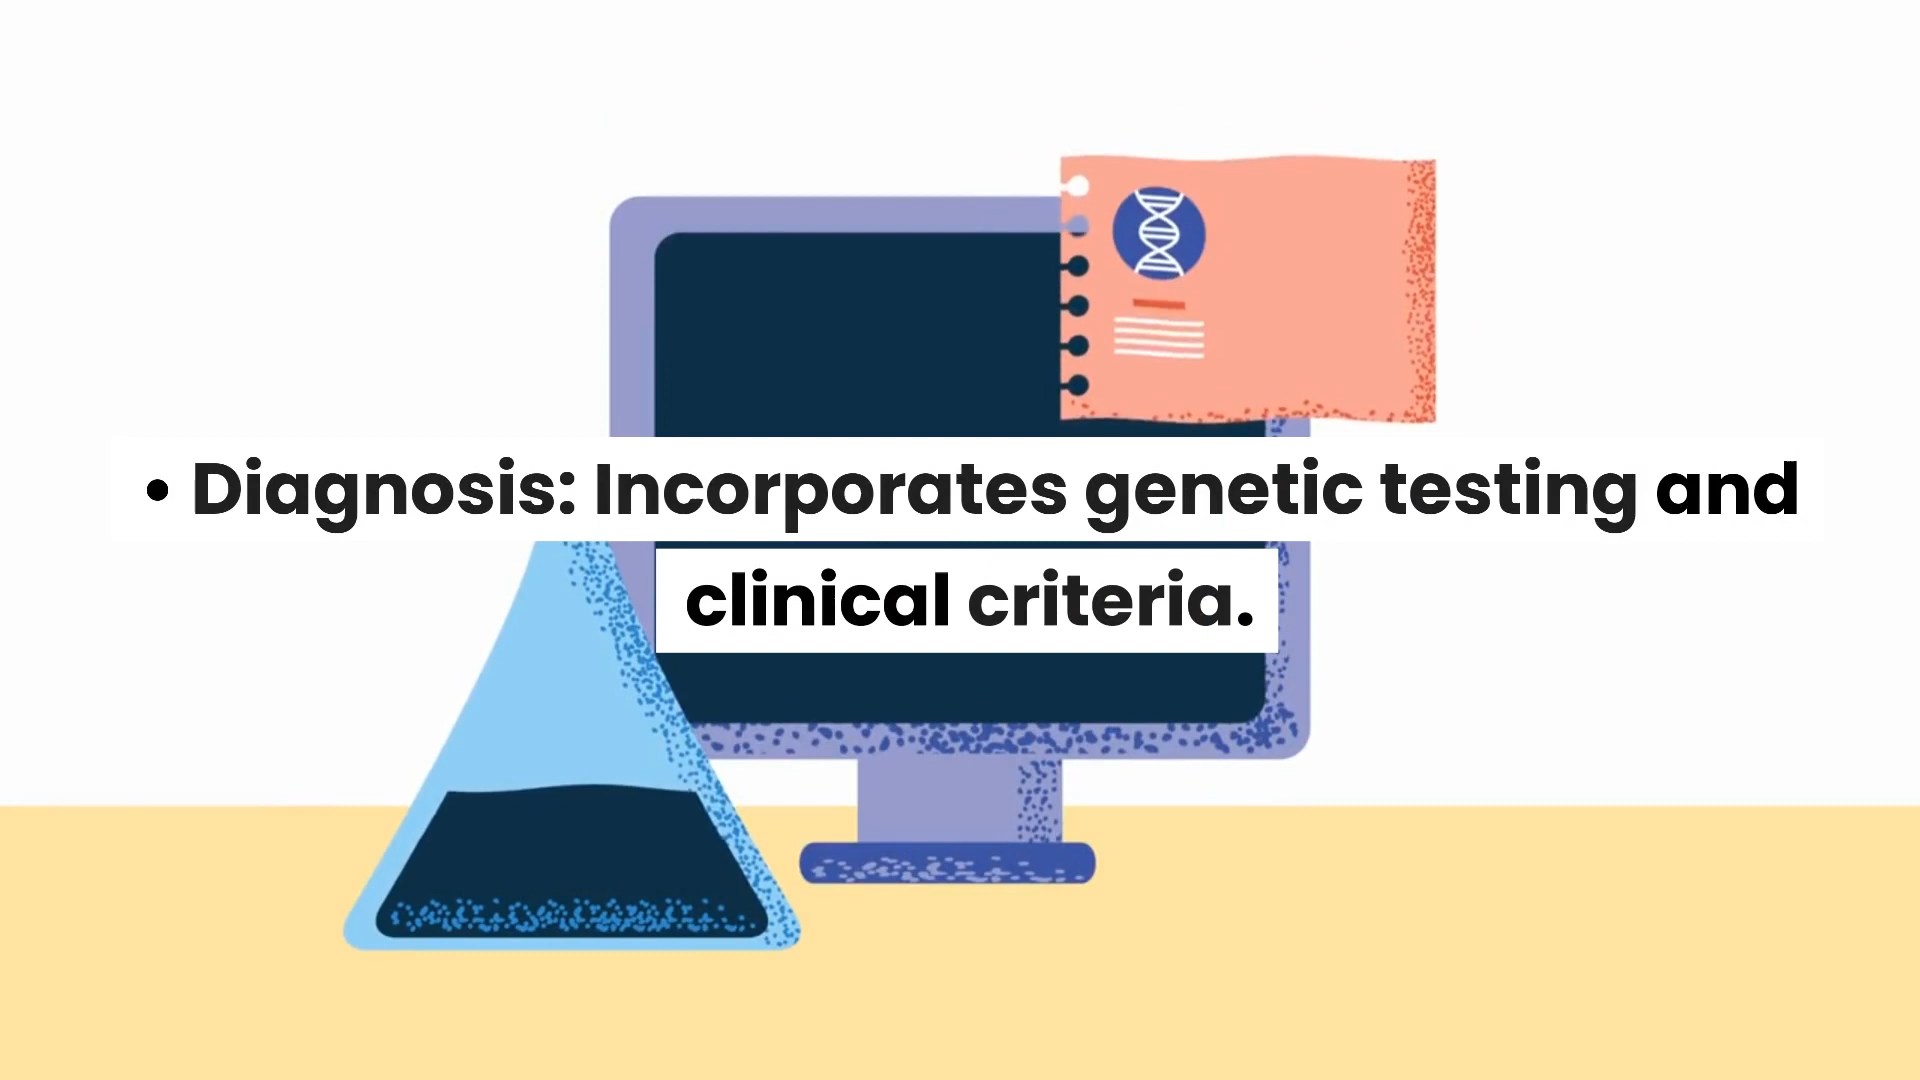 • Diagnosis: Incorporates genetic testing and
clinical criteria.